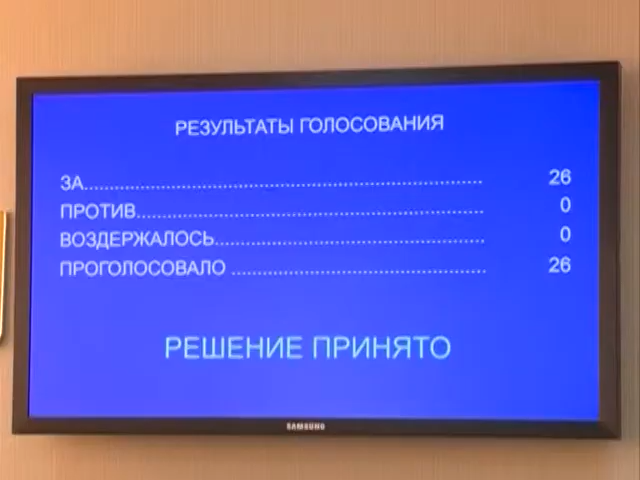 РЕЗУЛЬТАТЫ ГОЛОСОВАНИЯ
ЗА........................................................................ 26
ПРОТИВ............................................................... 0
ВОЗДЕРЖАЛОСЬ................................................ 0
ПРОГОЛОСОВАЛО .............................................. 26
РЕШЕНИЕ ПРИНЯТО
SAMSUNG